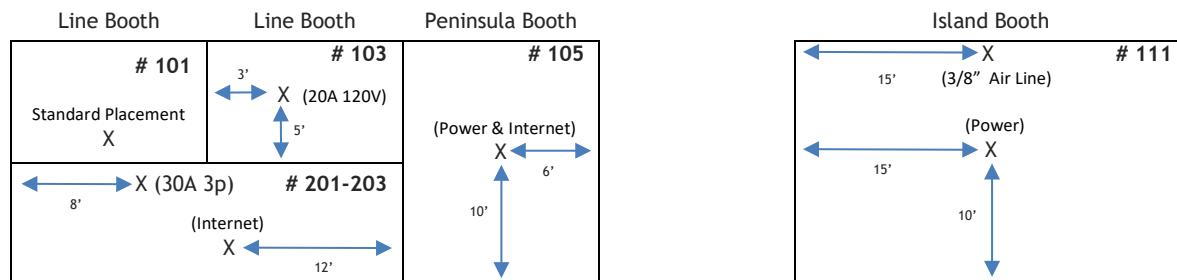 Line Booth
Line Booth
Peninsula Booth
Island Booth
# 101
# 103
# 105
# 111
3'
X (20A 120V)
5'
Standard Placement
X
X
15'
(3/8” Air Line)
(Power & Internet)
X
6'
10'
(Power)
X
15'
10'
X (30A 3p)
# 201-203
8'
(Internet)
X
12'